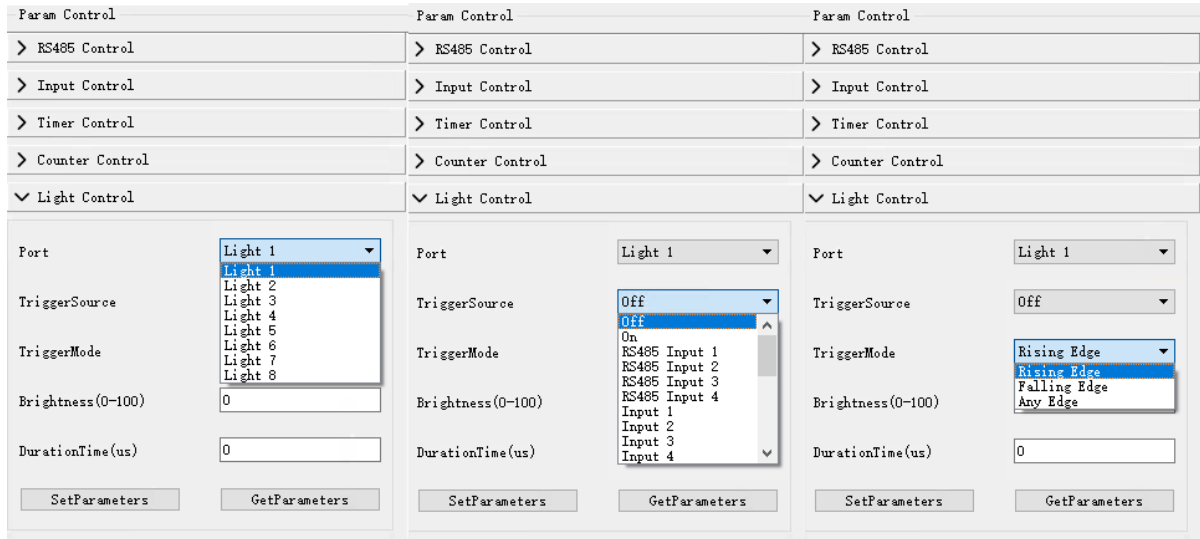 Param Control
RS485 Control
Input Control
Timer Control
Counter Control
Light Control
Port
Light 1
Light 1
Light 2
Light 3
Light 4
Light 5
Light 6
Light 7
Light 8
TriggerSource
TriggerMode
Brightness(0-100)
0
DurationTime(us)
0
SetParameters
GetParameters
Param Control
RS485 Control
Input Control
Timer Control
Counter Control
Light Control
Port
Light 1
TriggerSource
Off
Off
On
RS485 Input 1
RS485 Input 2
RS485 Input 3
RS485 Input 4
Input 1
Input 2
Input 3
Input 4
TriggerMode
Brightness(0-100)
DurationTime(us)
SetParameters
GetParameters
Param Control
RS485 Control
Input Control
Timer Control
Counter Control
Light Control
Port
Light 1
TriggerSource
Off
TriggerMode
Rising Edge
Rising Edge
Falling Edge
Any Edge
Brightness(0-100)
DurationTime(us)
0
SetParameters
GetParameters